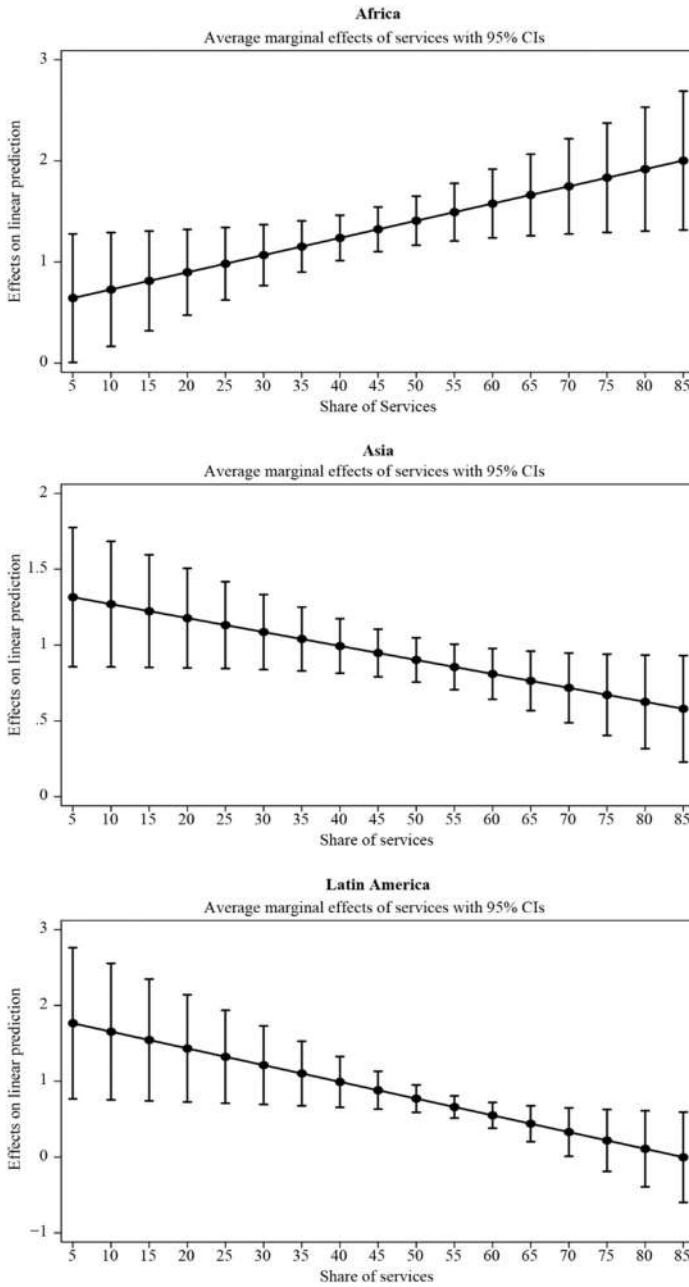 Africa
Average marginal effects of services with 95% CIs
3
2
1
0
Effects on linear prediction
5 10 15 20 25 30 35 40 45 50 55 60 65 70 75 80 85
Share of Services
Asia
Average marginal effects of services with 95% CIs
2
1.5
1
.5
0
Effects on linear prediction
5 10 15 20 25 30 35 40 45 50 55 60 65 70 75 80 85
Share of services
Latin America
Average marginal effects of services with 95% CIs
3
2
1
0
−1
Effects on linear prediction
5 10 15 20 25 30 35 40 45 50 55 60 65 70 75 80 85
Share of services